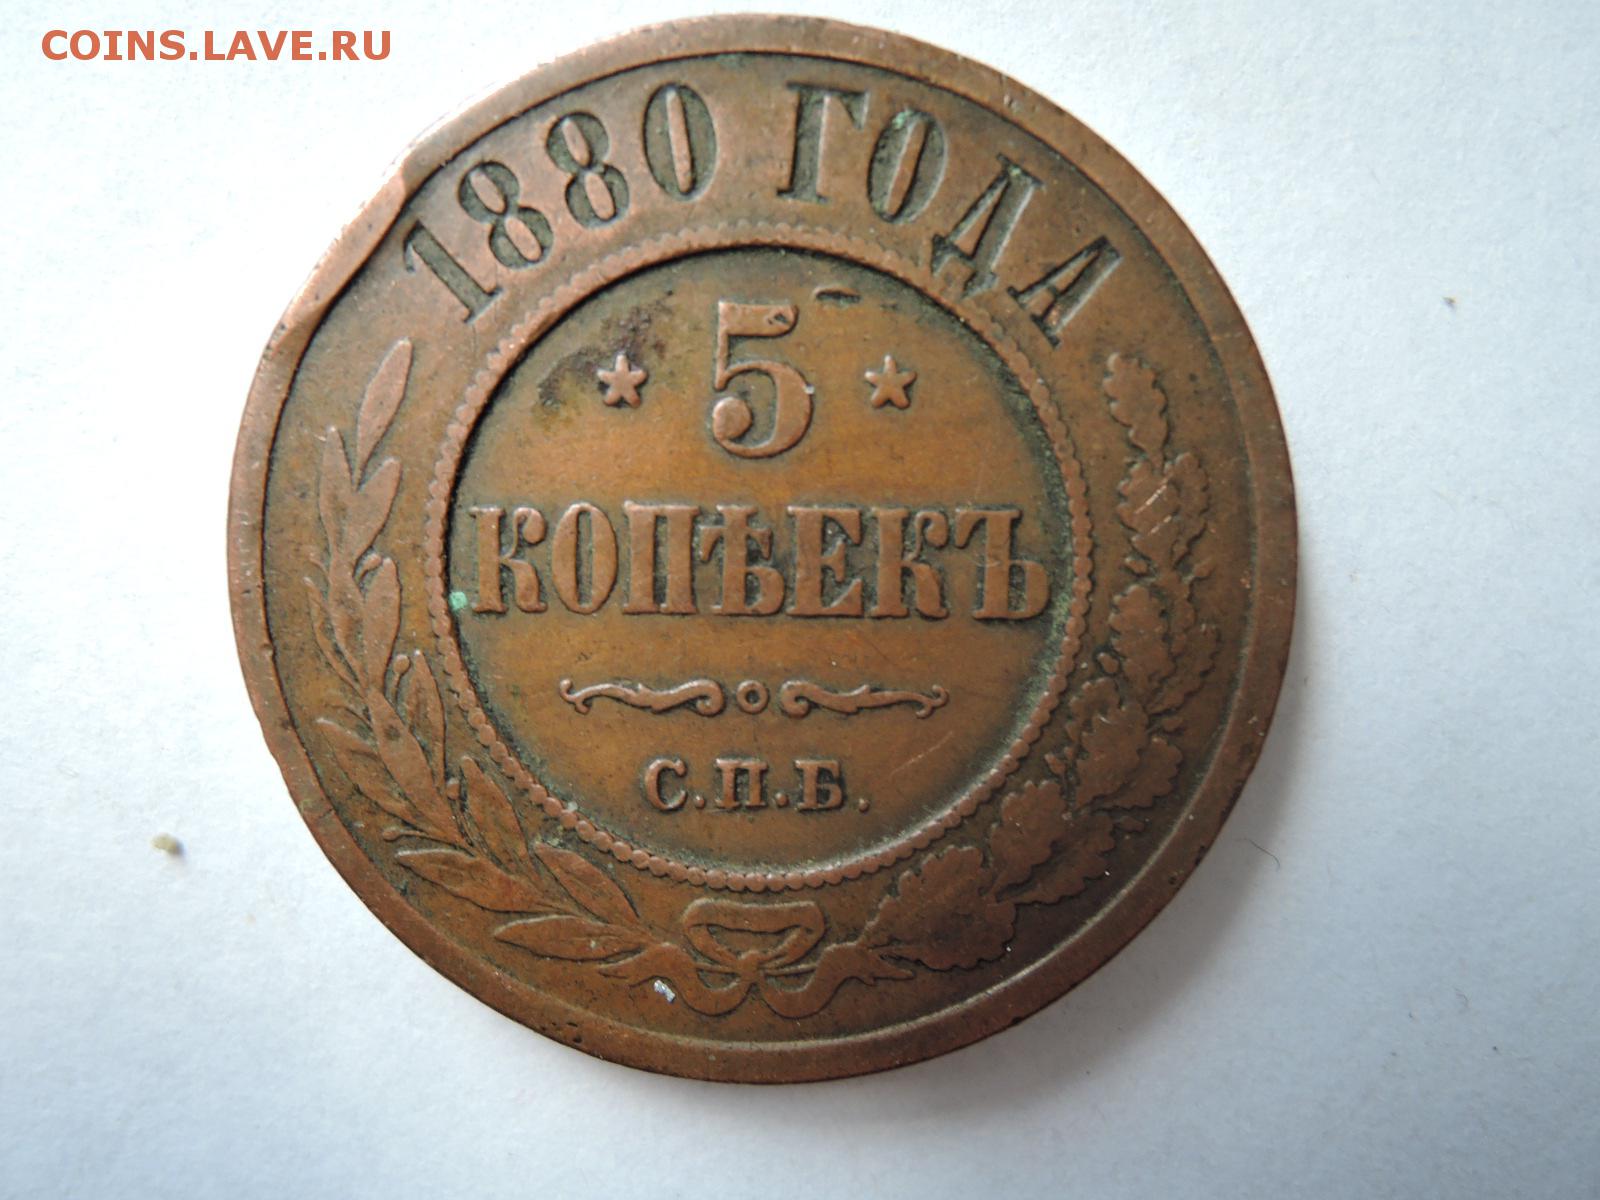 COINS.LAVE.RU
1880 ГОДА
5
КОПѢЕКЪ
С.П.Б.